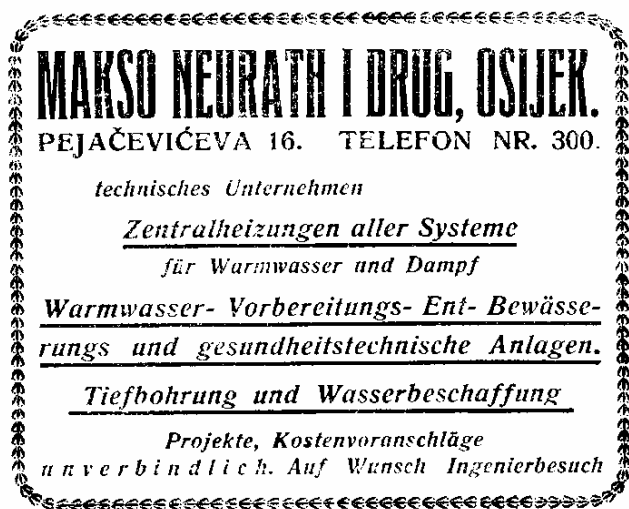 MAKSO NEURATH I DRUG, OSIJEK.
PEJAČEVIĆEVA 16. TELEFON NR. 300.
technisches Unternehmen
Zentralheizungen aller Systeme
für Warmwasser und Dampf
Warmwasser- Vorbereitungs- Ent- Bewässe-
rungs und gesundheitstechnische Anlagen.
Tiefbohrung und Wasserbeschaffung
Projekte, Kostenvoranschläge
unverbindlich. Auf Wunsch Ingenierbesuch